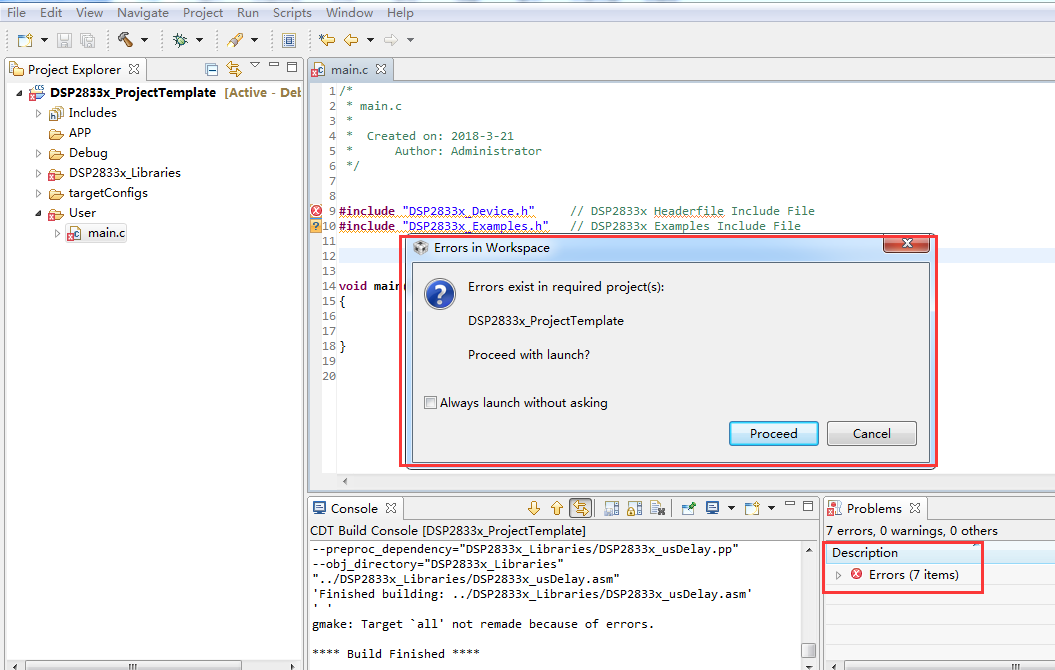 File Edit View Navigate Project Run Scripts Window Help
Project Explorer
DSP2833x_ProjectTemplate [Active - Deb
Includes
APP
Debug
DSP2833x_Libraries
targetConfigs
User
main.c
main.c
1 /*
2 * main.c
3 *
4 * Created on: 2018-3-21
5 * Author: Administrator
6 */
7
8
9 #include "DSP2833x_Device.h" // DSP2833x Headerfile Include File
10 #include "DSP2833x_Examples.h" // DSP2833x Examples Include File
11
12
13
14 void main
15 {
16
17
18 }
19
20
Errors in Workspace
Errors exist in required project(s):
DSP2833x_ProjectTemplate
Proceed with launch?
Always launch without asking
Proceed Cancel
Console
CDT Build Console [DSP2833x_ProjectTemplate]
--preproc_dependency="DSP2833x_Libraries/DSP2833x_usDelay.pp"
--obj_directory="DSP2833x_Libraries"
"../DSP2833x_Libraries/DSP2833x_usDelay.asm"
'Finished building: ../DSP2833x_Libraries/DSP2833x_usDelay.asm'
' '
gmake: Target `all' not remade because of errors.
**** Build Finished ****
Problems
7 errors, 0 warnings, 0 others
Description
Errors (7 items)